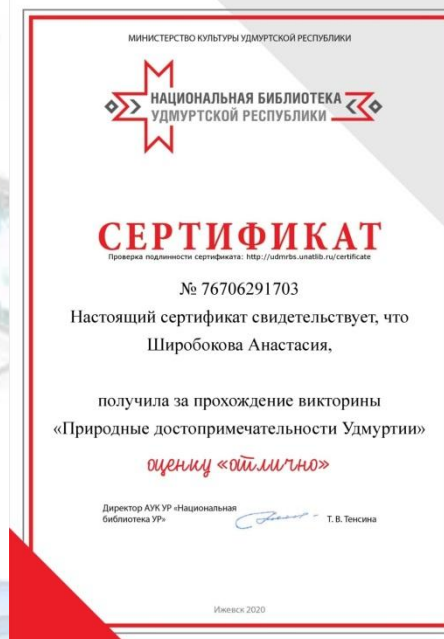 МИНИСТЕРСТВО КУЛЬТУРЫ УДМУРТСКОЙ РЕСПУБЛИКИ
НАЦИОНАЛЬНАЯ БИБЛИОТЕКА
УДМУРТСКОЙ РЕСПУБЛИКИ
СЕРТИФИКАТ
Проверка подлинности сертификата: http://udmrbs.unatlib.ru/certificate
№ 76706291703
Настоящий сертификат свидетельствует, что
Широбокова Анастасия,
получила за прохождение викторины
«Природные достопримечательности Удмуртии»
оценку «отлично»
Директор АУК УР «Национальная
библиотека УР»
Т. В. Тенсина
Ижевск 2020